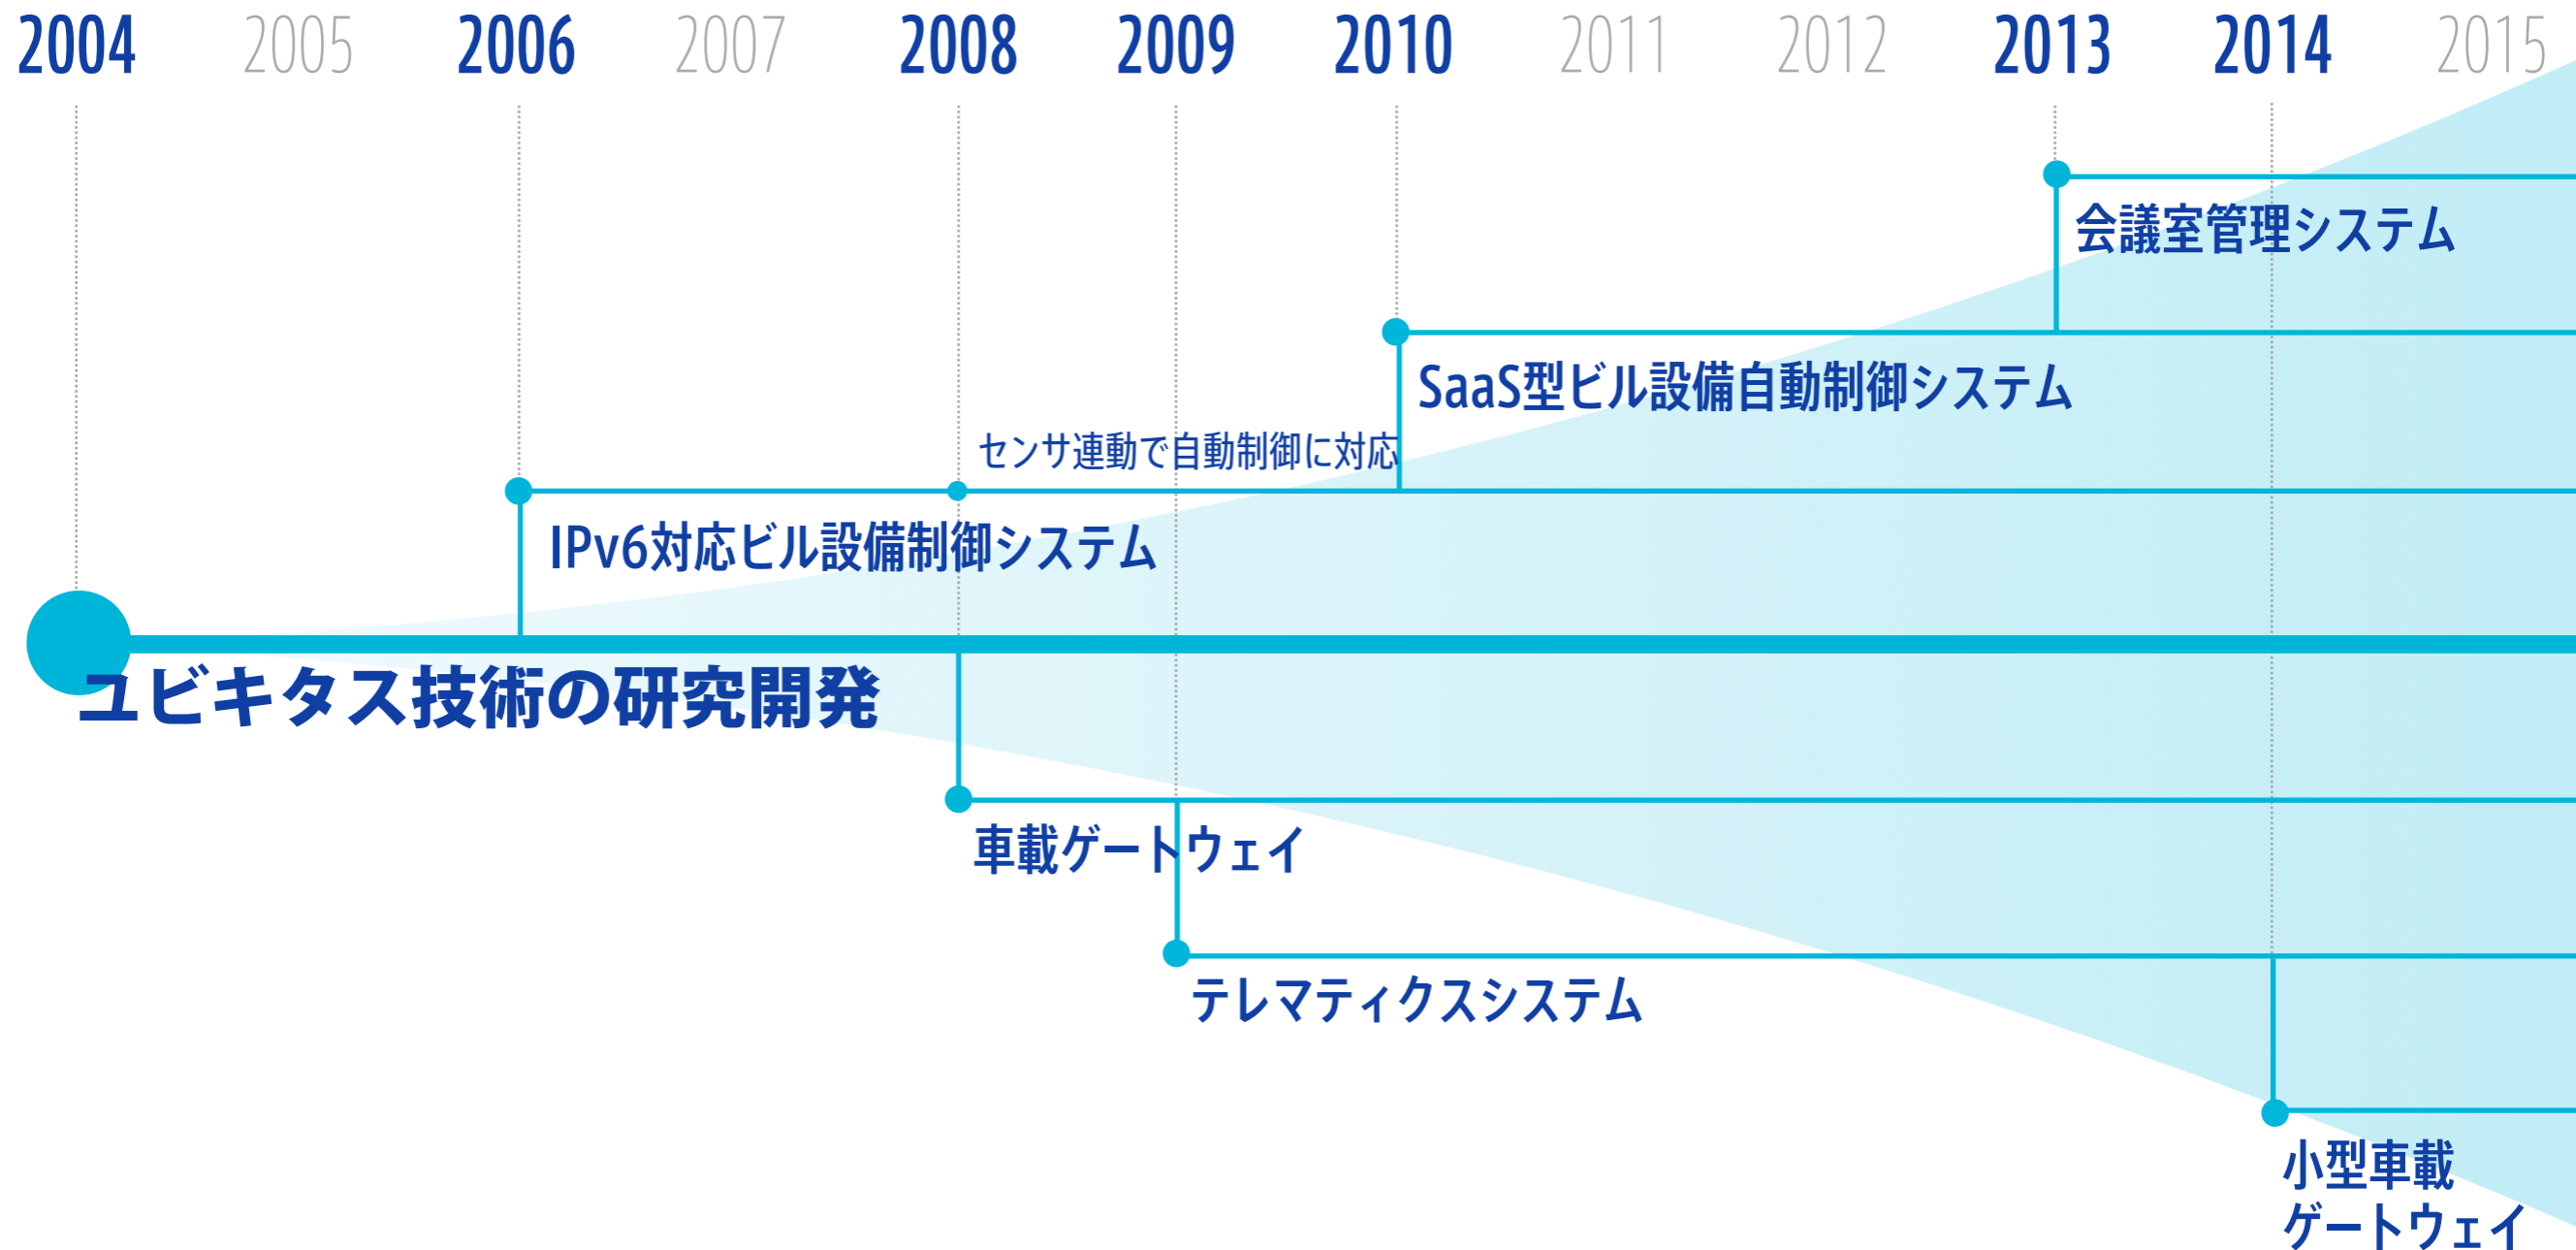 2004 2005 2006 2007 2008 2009 2010 2011 2012 2013 2014 2015
会議室管理システム
SaaS型ビル設備自動制御システム
センサ連動で自動制御に対応
IPv6対応ビル設備制御システム
ユビキタス技術の研究開発
車載ゲートウェイ
テレマティクスシステム
小型車載
ゲートウェイ